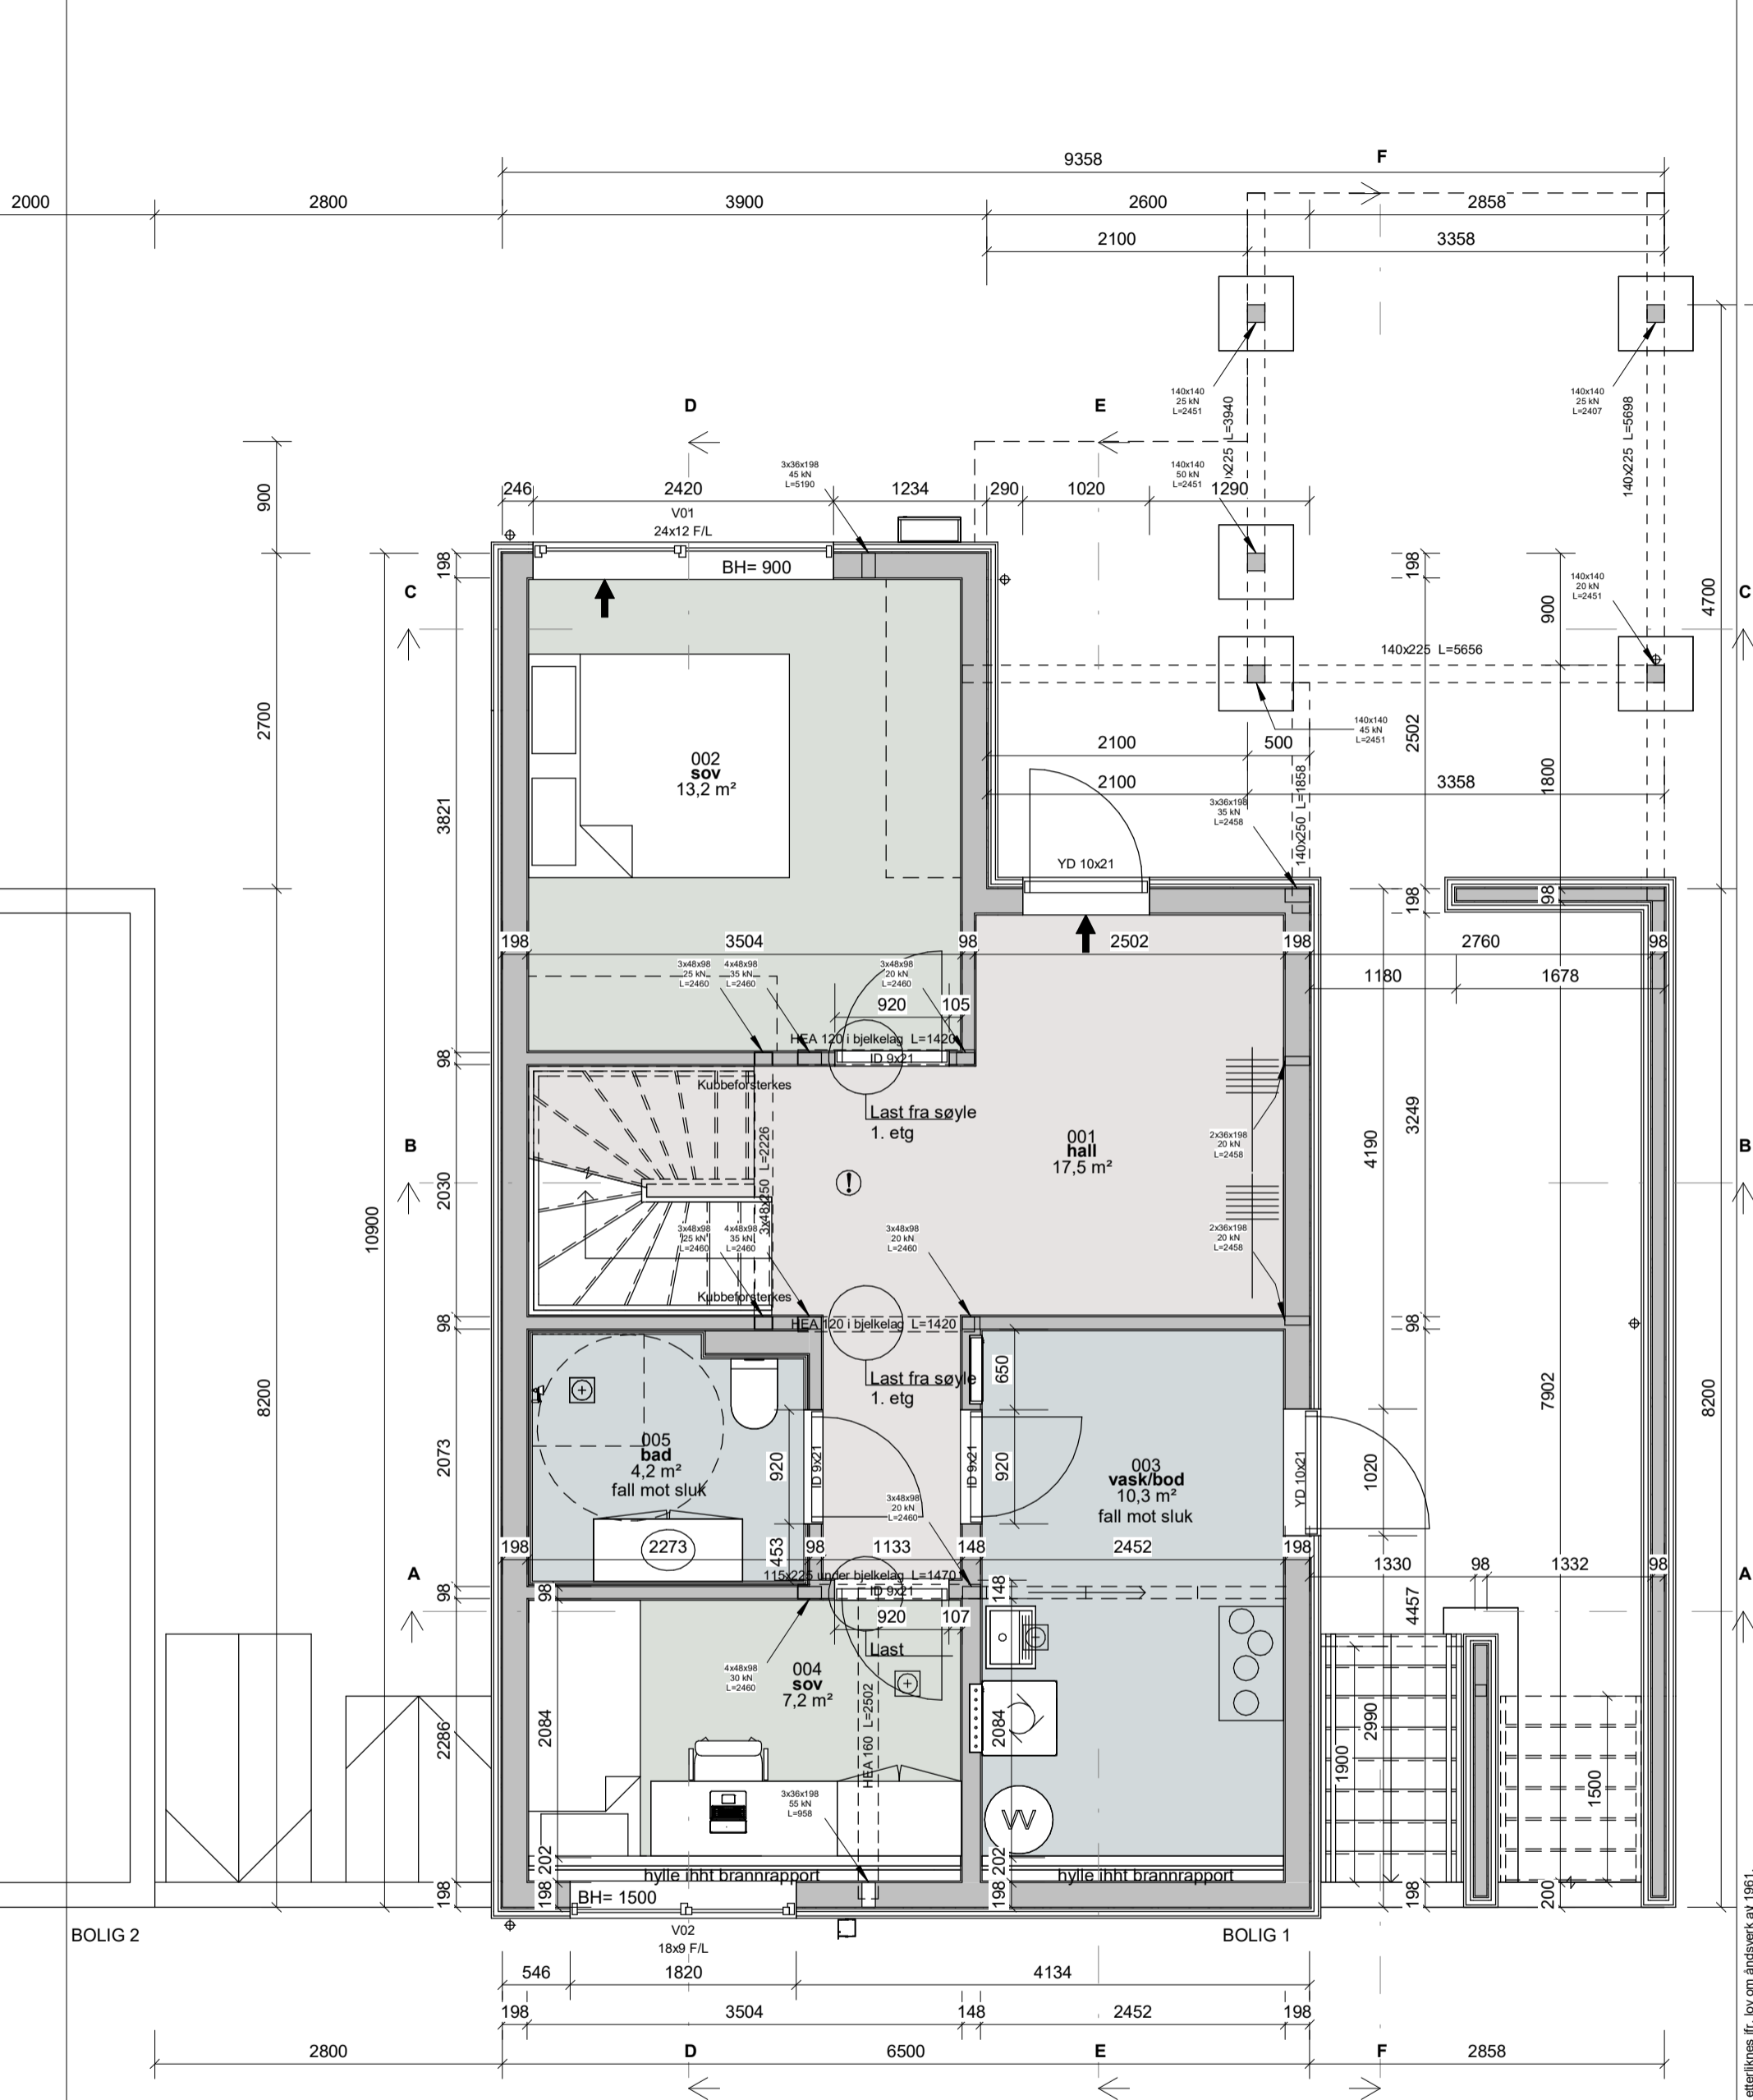 9358
F
2000
2800
3900
2600
2858
2100
3358
140x140
25 kN
L=2451
140x140
25 kN
L=2407
140x225 L=5698
D
E
3x36x198
45 kN
L=5190
140x140
50 kN
L=2451
x225 L=3940
900
246
2420
1234
290
1020
1290
V01
24x12 F/L
BH= 900
198
198
C
C
140x140
20 kN
L=2451
900
4700
140x225 L=5656
2700
002
sov
13,2 m²
140x140
45 kN
L=2451
2502
2100
500
2100
3358
1800
3821
3x36x198
35 kN
L=2458
140x250 L=1858
YD 10x21
198
98
198
3504
98
2502
198
2760
98
1180
1678
3x48x98
25 kN
L=2460
4x48x98
35 kN
L=2460
3x48x98
20 kN
L=2460
920
105
HEA 120 i bjelkelag L=1420
ID 9x21
98
Kubbeforsterkes
Last fra søyle
1. etg
001
hall
17,5 m²
3249
4190
B
B
2x36x198
20 kN
L=2458
3x48x250 L=2226
2030
10900
3x48x98
25 kN
L=2460
4x48x98
35 kN
L=2460
3x48x98
20 kN
L=2460
2x36x198
20 kN
L=2458
Kubbeforsterkes
HEA 120 i bjelkelag L=1420
98
98
Last fra søyle
1. etg
650
8200
7902
8200
005
bad
4,2 m²
fall mot sluk
2073
920
ID 9x21
ID 9x21
920
003
vask/bod
10,3 m²
fall mot sluk
YD 10x21
1020
3x48x98
20 kN
L=2460
198
2273
453
98
1133
148
2452
198
1330
98
1332
98
A
A
115x225 under bjelkelag L=1470
ID 9x21
98
98
148
4457
920
107
Last
4x48x98
30 kN
L=2460
004
sov
7,2 m²
HEA 160 L=2502
2286
2084
2084
2990
1900
1500
3x36x198
55 kN
L=958
VV
202
202
hylle ihht brannrapport
hylle ihht brannrapport
198
198
BH= 1500
198
198
200
V02
18x9 F/L
BOLIG 2
BOLIG 1
546
1820
4134
198
3504
148
2452
198
2800
D
6500
E
F
2858
etterliknes jfr. lov om åndsverk av 1961.